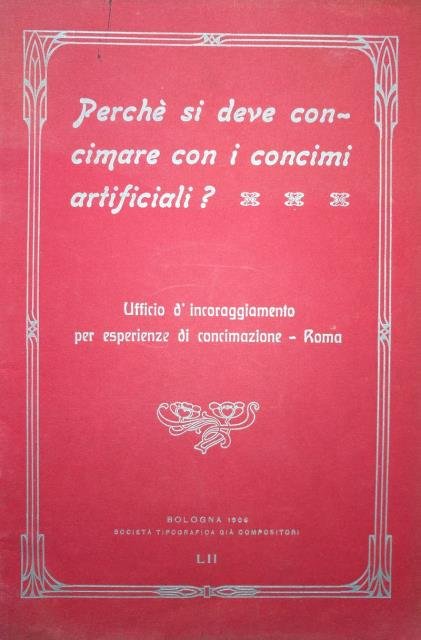 Perchè si deve con~
cimare con i concimi
artificiali?
Ufficio d'incoraggiamento
per esperienze di concimazione - Roma
BOLOGNA 1906
SOCIETÀ TIPOGRAFICA GIÀ COMPOSITORI
LII